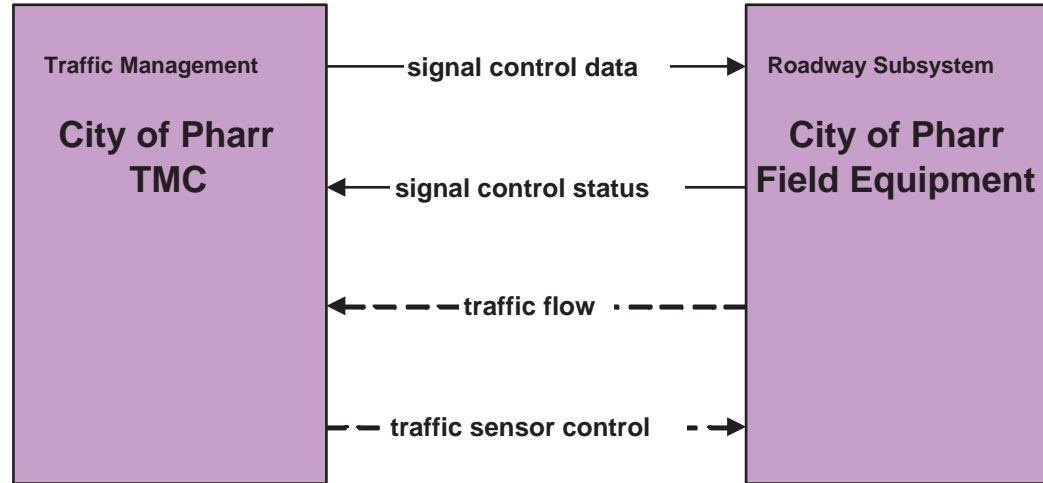 Traffic Management
City of Pharr
TMC
signal control data
signal control status
traffic flow
traffic sensor control
Roadway Subsystem
City of Pharr
Field Equipment